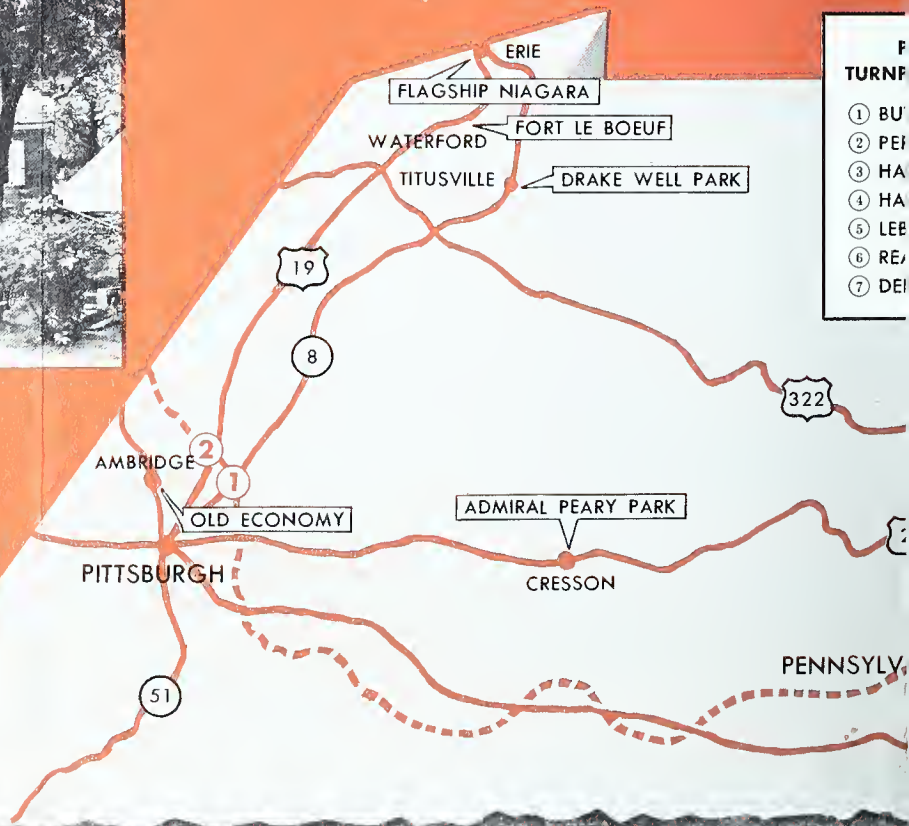 ERIE
FLAGSHIP NIAGARA
FORT LE BOEUF
WATERFORD
TITUSVILLE
DRAKE WELL PARK
TURNP
① BU
② PE
③ HA
④ HA
⑤ LEB
⑥ REA
⑦ DE
19
8
322
2
1
AMBRIDGE
OLD ECONOMY
ADMIRAL PEARY PARK
PITTSBURGH
CRESSON
PENNSYLV
51